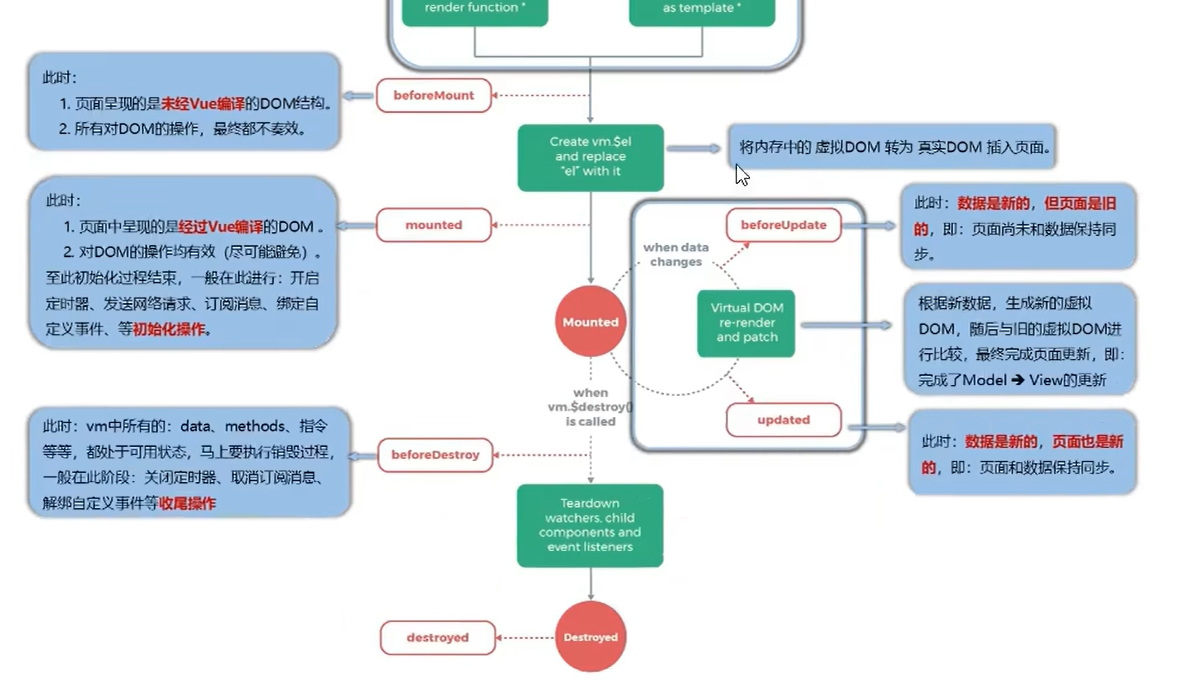 render function *
as template *
此时：
1. 页面呈现的是未经Vue编译的DOM结构。
2. 所有对DOM的操作，最终都不奏效。
beforeMount
Create vm.$el
and replace
"el" with it
将内存中的 虚拟DOM 转为 真实DOM 插入页面。
此时：
1. 页面中呈现的是经过Vue编译的DOM 。
2. 对DOM的操作均有效（尽可能避免）。
至此初始化过程结束，一般在此进行：开启
定时器、发送网络请求、订阅消息、绑定自
定义事件、等初始化操作。
mounted
beforeUpdate
此时：数据是新的，但页面是旧
的，即：页面尚未和数据保持同
步。
when data
changes
Mounted
Virtual DOM
re-render
and patch
根据新数据，生成新的虚拟
DOM，随后与旧的虚拟DOM进
行比较，最终完成页面更新，即：
完成了Model ➔ View的更新
when
vm.$destroy()
is called
updated
此时：数据是新的，页面也是新
的，即：页面和数据保持同步。
此时：vm中所有的：data、methods、指令
等等，都处于可用状态，马上要执行销毁过程，
一般在此阶段：关闭定时器、取消订阅消息、
解绑自定义事件等收尾操作
beforeDestroy
Teardown
watchers, child
components and
event listeners
destroyed
Destroyed